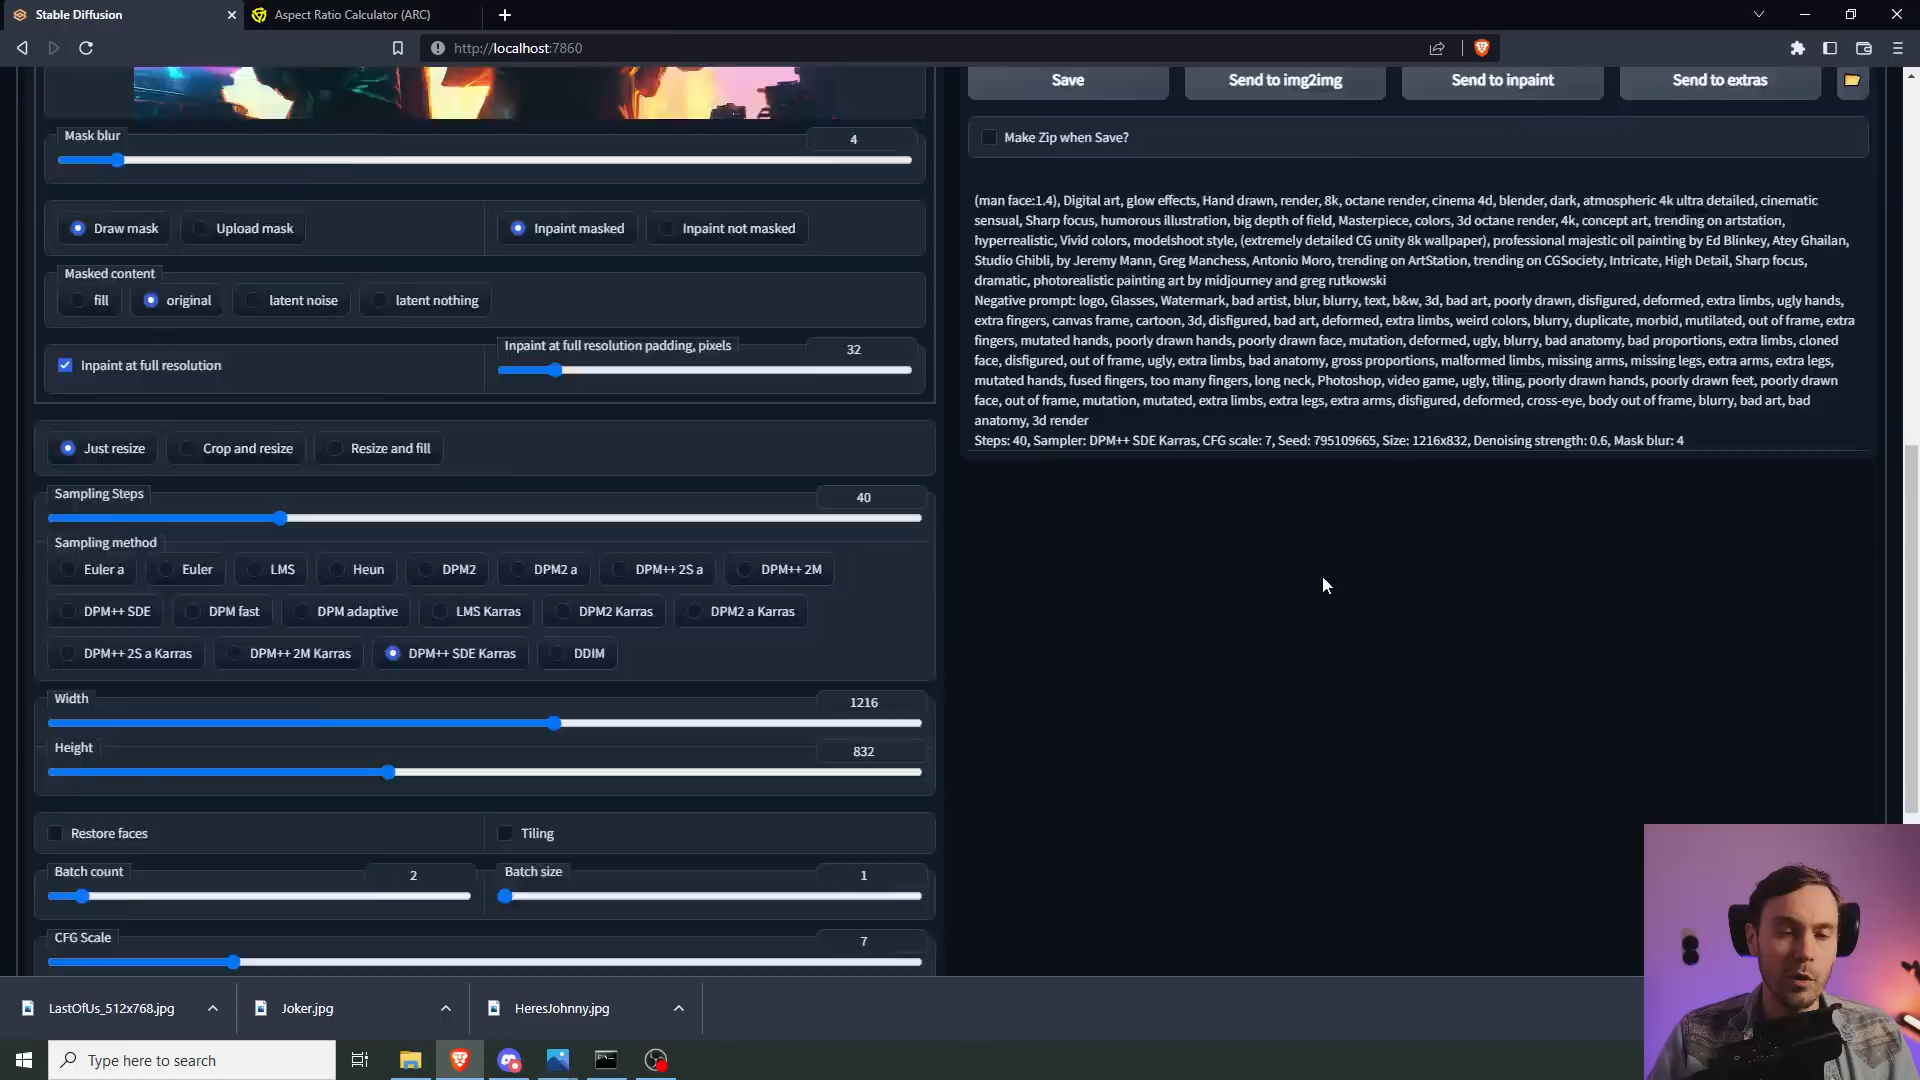 Stable Diffusion
Aspect Ratio Calculator (ARC)
http://localhost:7860
Save
Send to img2img
Send to inpaint
Send to extras
Mask blur
4
Make Zip when Save?
Draw mask
Upload mask
Inpaint masked
Inpaint not masked
Masked content
fill
original
latent noise
latent nothing
Inpaint at full resolution
Inpaint at full resolution padding, pixels
32
(man face:1.4), Digital art, glow effects, Hand drawn, render, 8k, octane render, cinema 4d, blender, dark, atmospheric 4k ultra detailed, cinematic
sensual, Sharp focus, humorous illustration, big depth of field, Masterpiece, colors, 3d octane render, 4k, concept art, trending on artstation,
hyperrealistic, Vivid colors, modelshoot style, (extremely detailed CG unity 8k wallpaper), professional majestic oil painting by Ed Blinkey, Atey Ghailan,
Studio Ghibli, by Jeremy Mann, Greg Manchess, Antonio Moro, trending on ArtStation, trending on CGSociety, Intricate, High Detail, Sharp focus,
dramatic, photorealistic painting art by midjourney and greg rutkowski
Negative prompt: logo, Glasses, Watermark, bad artist, blur, blurry, text, b&w, 3d, bad art, poorly drawn, disfigured, deformed, extra limbs, ugly hands,
extra fingers, canvas frame, cartoon, 3d, disfigured, bad art, deformed, extra limbs, weird colors, blurry, duplicate, morbid, mutilated, out of frame, extra
fingers, mutated hands, poorly drawn hands, poorly drawn face, mutation, deformed, ugly, blurry, bad anatomy, bad proportions, extra limbs, cloned
face, disfigured, out of frame, ugly, extra limbs, bad anatomy, gross proportions, malformed limbs, missing arms, missing legs, extra arms, extra legs,
mutated hands, fused fingers, too many fingers, long neck, Photoshop, video game, ugly, tiling, poorly drawn hands, poorly drawn feet, poorly drawn
face, out of frame, mutation, mutated, extra limbs, extra legs, extra arms, disfigured, deformed, cross-eye, body out of frame, blurry, bad art, bad
anatomy, 3d render
Steps: 40, Sampler: DPM++ SDE Karras, CFG scale: 7, Seed: 795109665, Size: 1216x832, Denoising strength: 0.6, Mask blur: 4
Just resize
Crop and resize
Resize and fill
Sampling Steps
40
Sampling method
Euler a
Euler
LMS
Heun
DPM2
DPM2 a
DPM++ 2S a
DPM++ 2M
DPM++ SDE
DPM fast
DPM adaptive
LMS Karras
DPM2 Karras
DPM2 a Karras
DPM++ 2S a Karras
DPM++ 2M Karras
DPM++ SDE Karras
DDIM
Width
1216
Height
832
Restore faces
Tiling
Batch count
2
Batch size
1
CFG Scale
7
LastOfUs_512x768.jpg
Joker.jpg
HeresJohnny.jpg
Type here to search